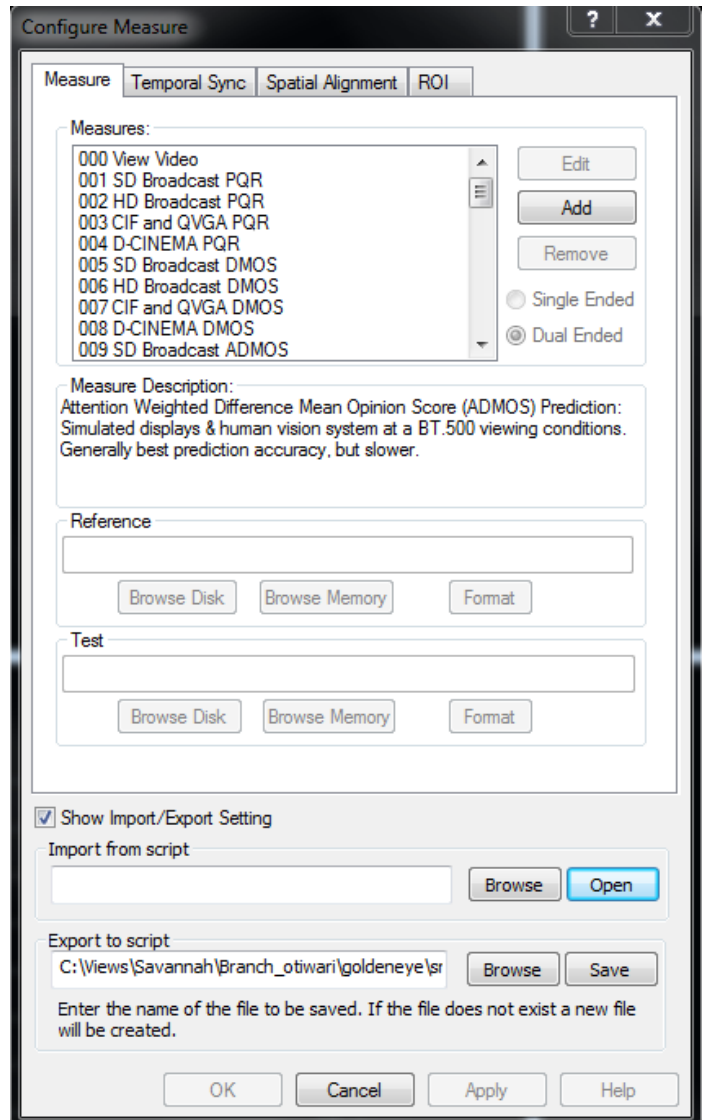 Configure Measure
?
x
Measure
Temporal Sync
Spatial Alignment
ROI
Measures:
000 View Video
001 SD Broadcast PQR
002 HD Broadcast PQR
003 CIF and QVGA PQR
004 D-CINEMA PQR
005 SD Broadcast DMOS
006 HD Broadcast DMOS
007 CIF and QVGA DMOS
008 D-CINEMA DMOS
009 SD Broadcast ADMOS
Edit
Add
Remove
Single Ended
Dual Ended
Measure Description:
Attention Weighted Difference Mean Opinion Score (ADMOS) Prediction:
Simulated displays & human vision system at a BT.500 viewing conditions.
Generally best prediction accuracy, but slower.
Reference
Browse Disk
Browse Memory
Format
Test
Browse Disk
Browse Memory
Format
Show Import/Export Setting
Import from script
Browse
Open
Export to script
C:\Views\Savannah\Branch_otiwari\goldeneye\sr
Browse
Save
Enter the name of the file to be saved. If the file does not exist a new file
will be created.
OK
Cancel
Apply
Help